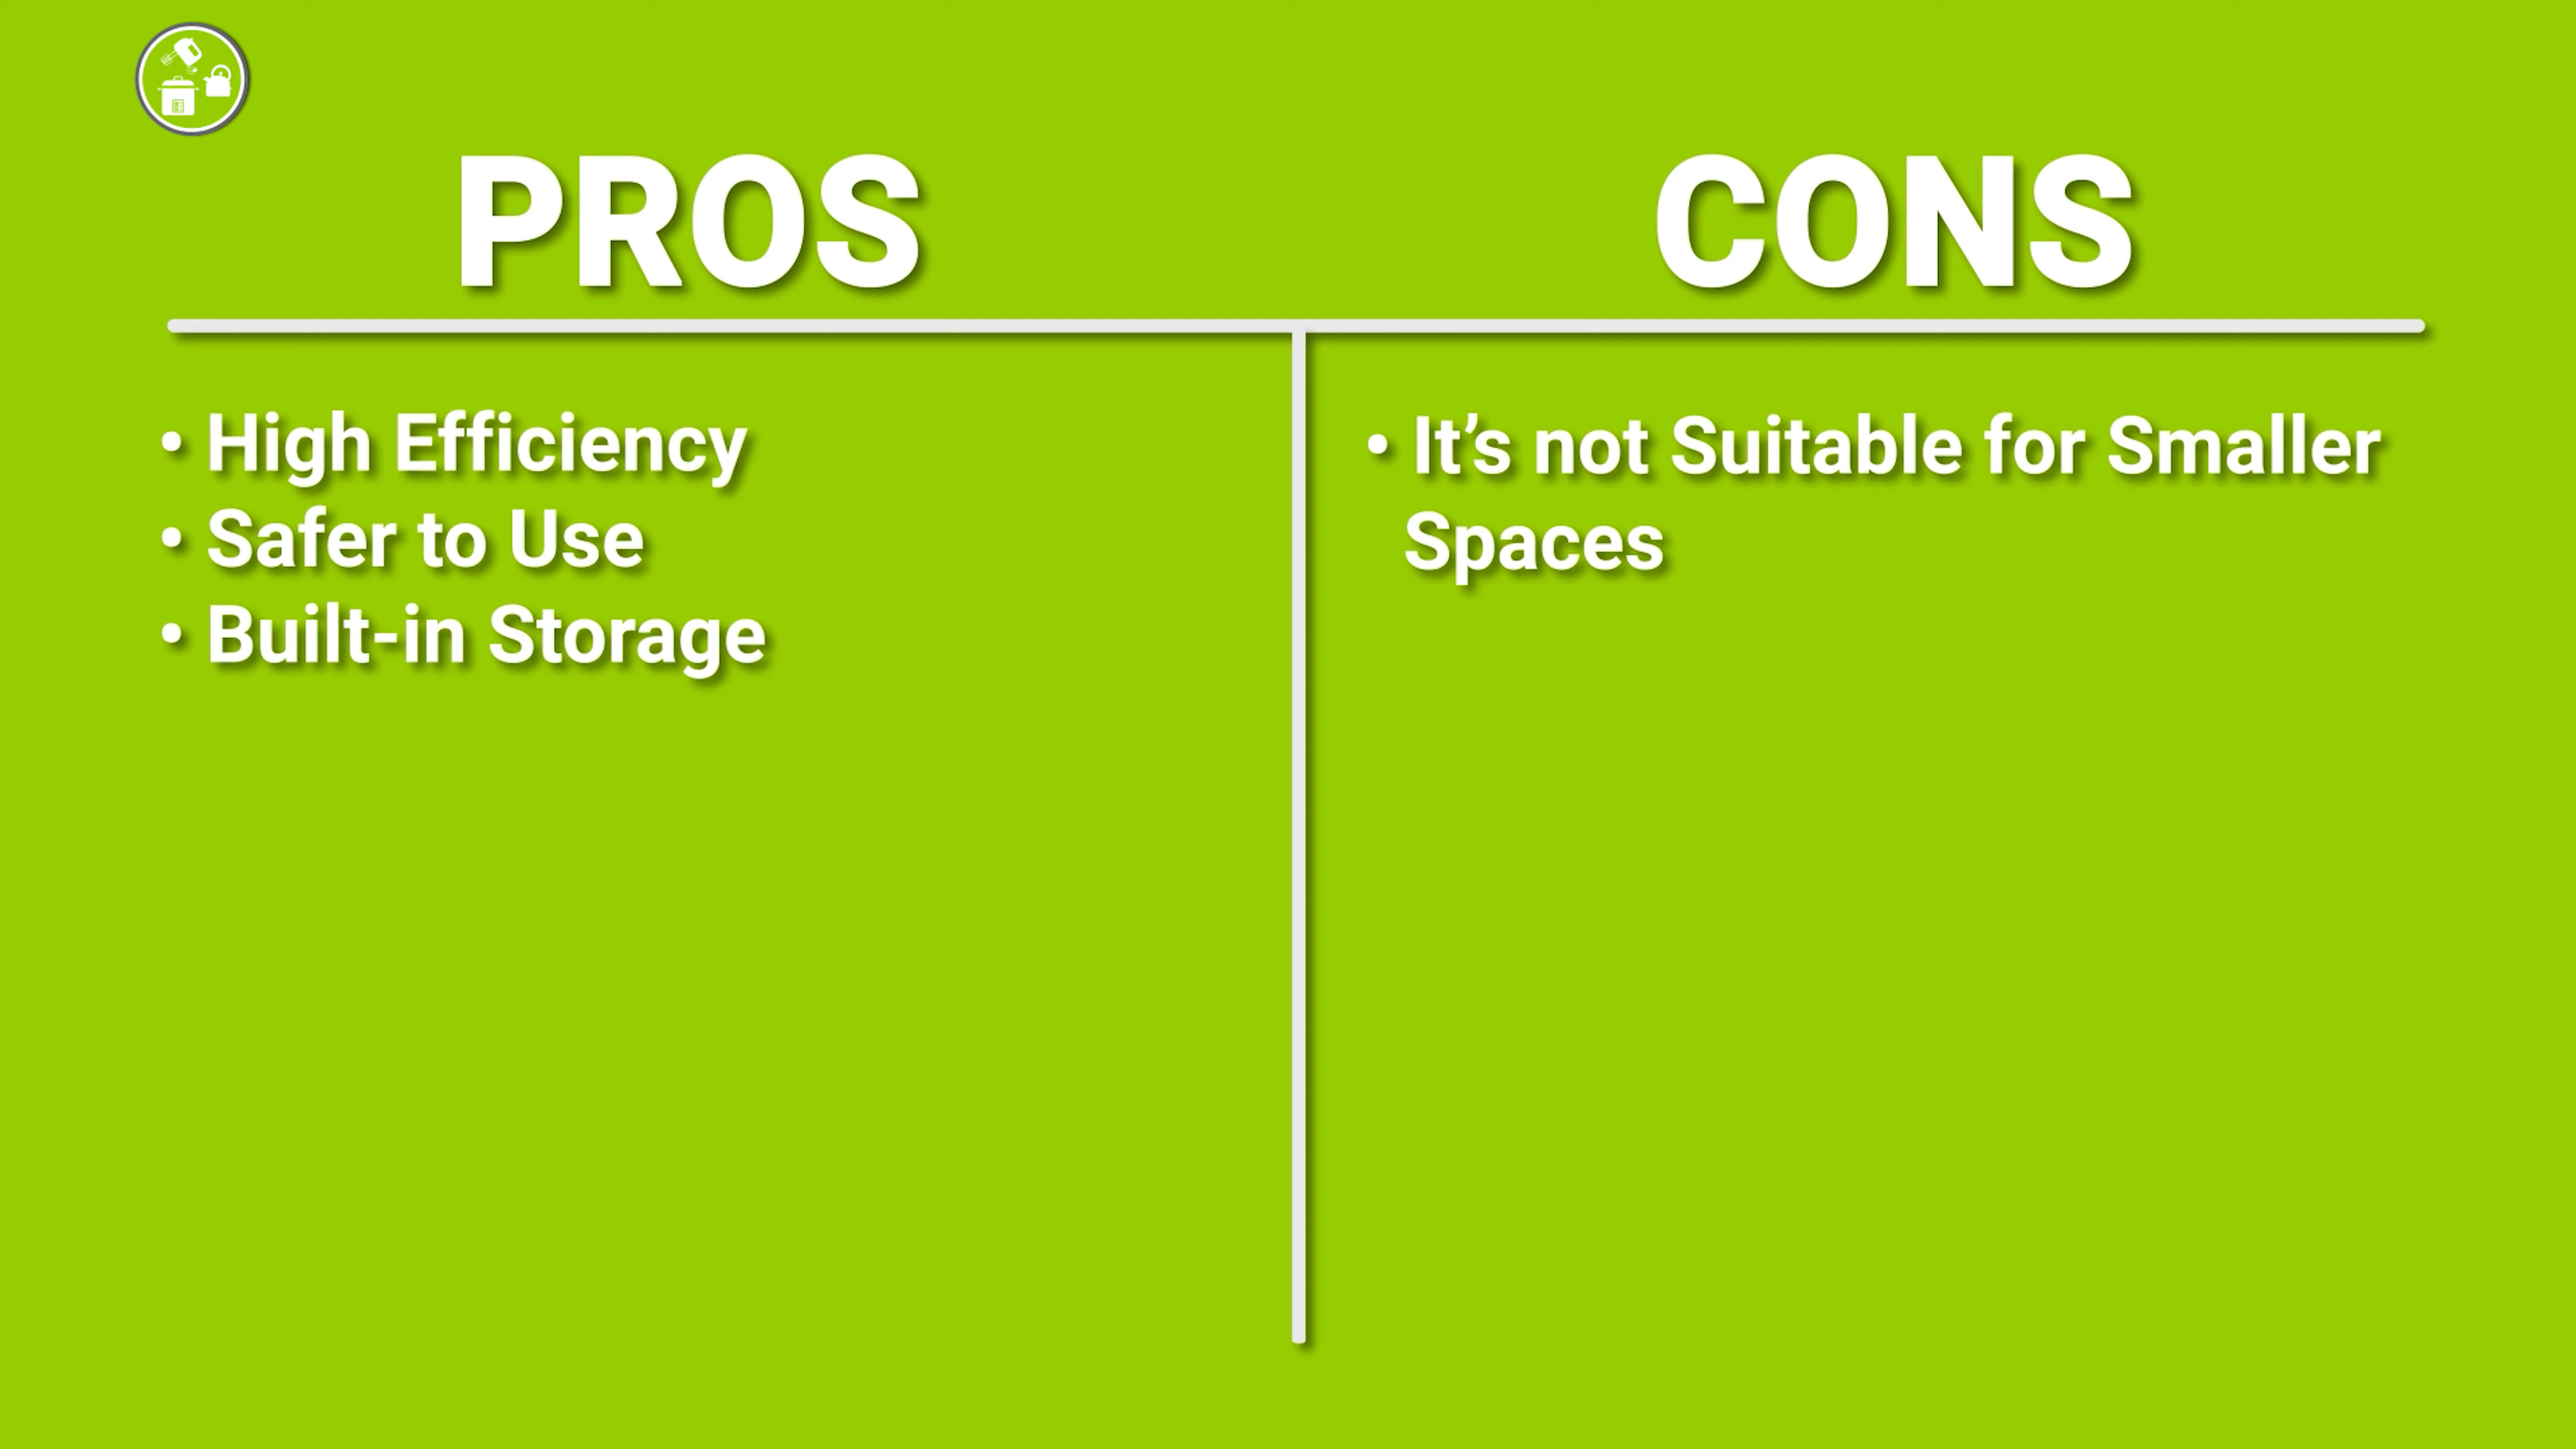 PROS
• High Efficiency
• Safer to Use
• Built-in Storage
CONS
• It’s not Suitable for Smaller
Spaces